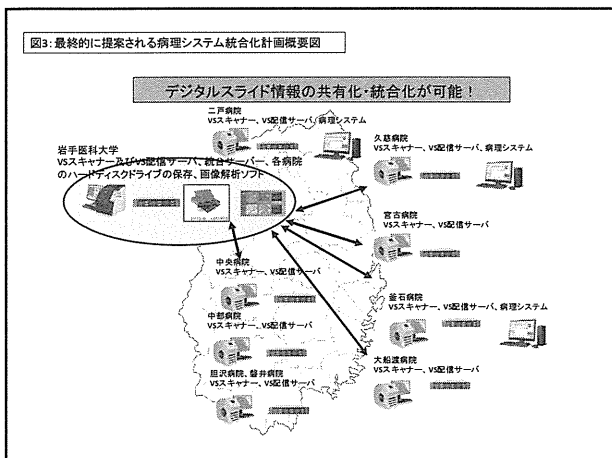 図3:最終的に提案される病理システム統合化計画概要図
デジタルスライド情報の共有化・統合化が可能!
二戸病院
VSスキャナー、VS配信サーバ、病理システム
久慈病院
VSスキャナー、VS配信サーバ、病理システム
岩手医科大学
VSスキャナー及びVS配信サーバ、統合サーバー、各病院
のハードディスクドライブの保存、画像解析ソフト
宮古病院
VSスキャナー、VS配信サーバ
中央病院
VSスキャナー、VS配信サーバ
釜石病院
VSスキャナー、VS配信サーバ、病理システム
中部病院
VSスキャナー、VS配信サーバ
大船渡病院
VSスキャナー、VS配信サーバ
胆沢病院、磐井病院
VSスキャナー、VS配信サーバ